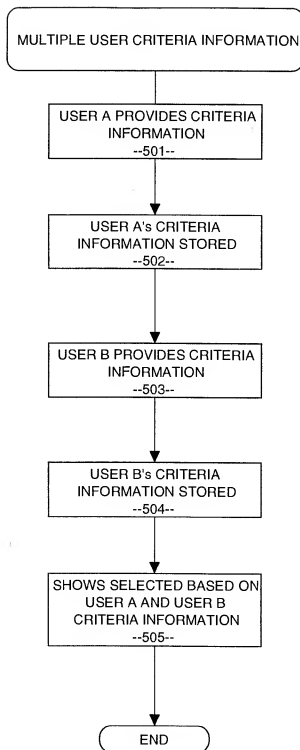 MULTIPLE USER CRITERIA INFORMATION
USER A PROVIDES CRITERIA
INFORMATION
--501--
USER A's CRITERIA
INFORMATION STORED
--502--
USER B PROVIDES CRITERIA
INFORMATION
--503--
USER B's CRITERIA
INFORMATION STORED
--504--
SHOWS SELECTED BASED ON
USER A AND USER B
CRITERIA INFORMATION
--505--
END